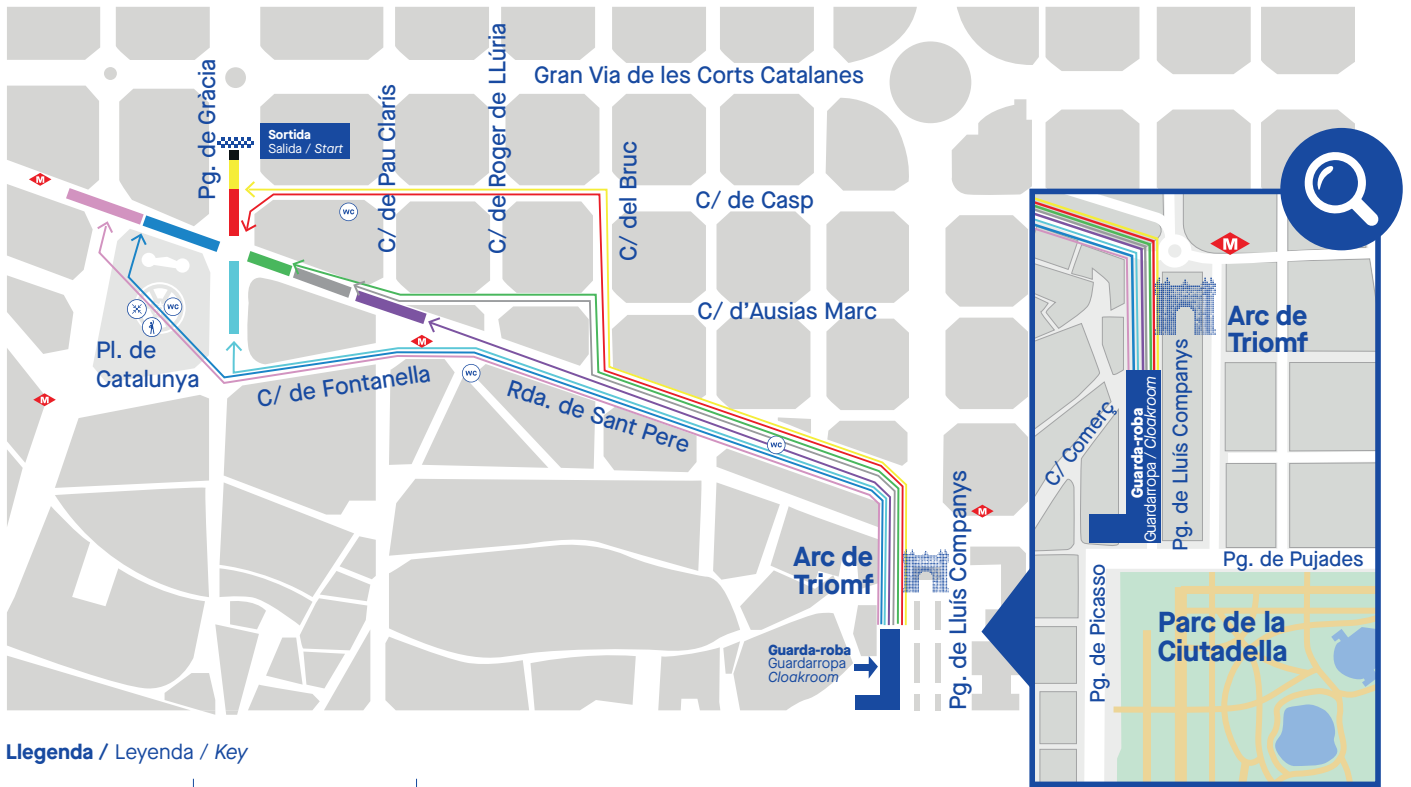 Gran Via de les Corts Catalanes
Pg. de Gràcia
Sortida
Salida / Start
C/ de Pau Clarís
C/ de Roger de LLúria
C/ del Bruc
C/ de Casp
C/ d'Ausias Marc
M
wc
wc
M
wc
wc
M
M
Pl. de
Catalunya
C/ de Fontanella
Rda. de Sant Pere
Arc de
Triomf
Pg. de Lluís Companys
Guarda-roba
Guardarropa
Cloakroom
M
Arc de
Triomf
C/ Comerç
Guarda-roba
Guardarropa / Cloakroom
Pg. de Lluís Companys
Pg. de Pujades
Pg. de Picasso
Parc de la
Ciutadella
Llegenda / Leyenda / Key